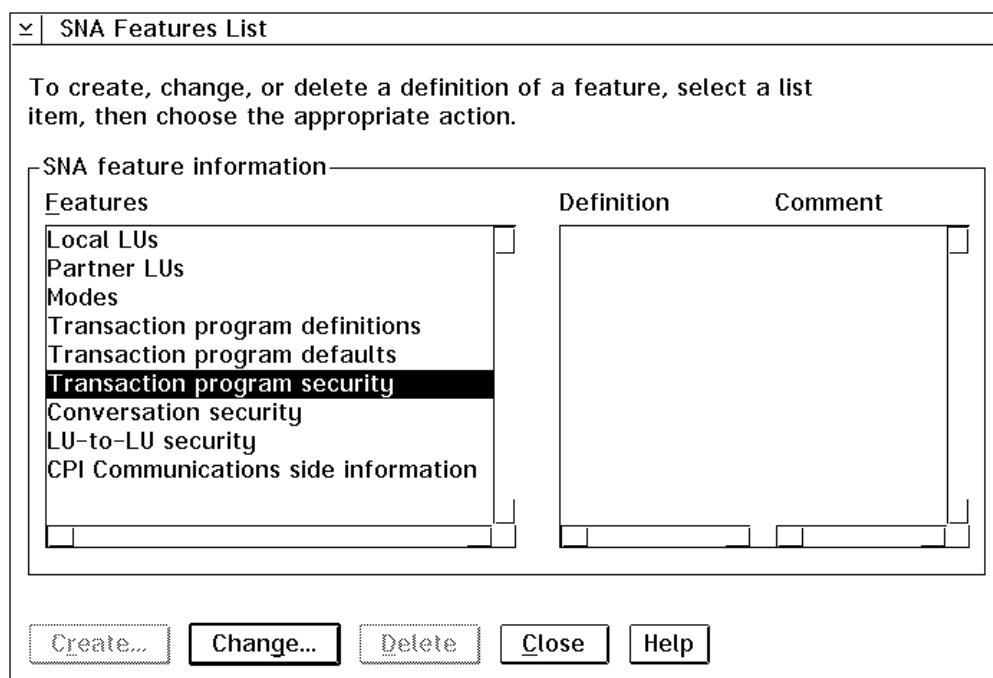 SNA Features List
To create, change, or delete a definition of a feature, select a list
item, then choose the appropriate action.
SNA feature information
Features Definition Comment
Local LUs
Partner LUs
Modes
Transaction program definitions
Transaction program defaults
Transaction program security
Conversation security
LU-to-LU security
CPI Communications side information
Create... Change... Delete Close Help